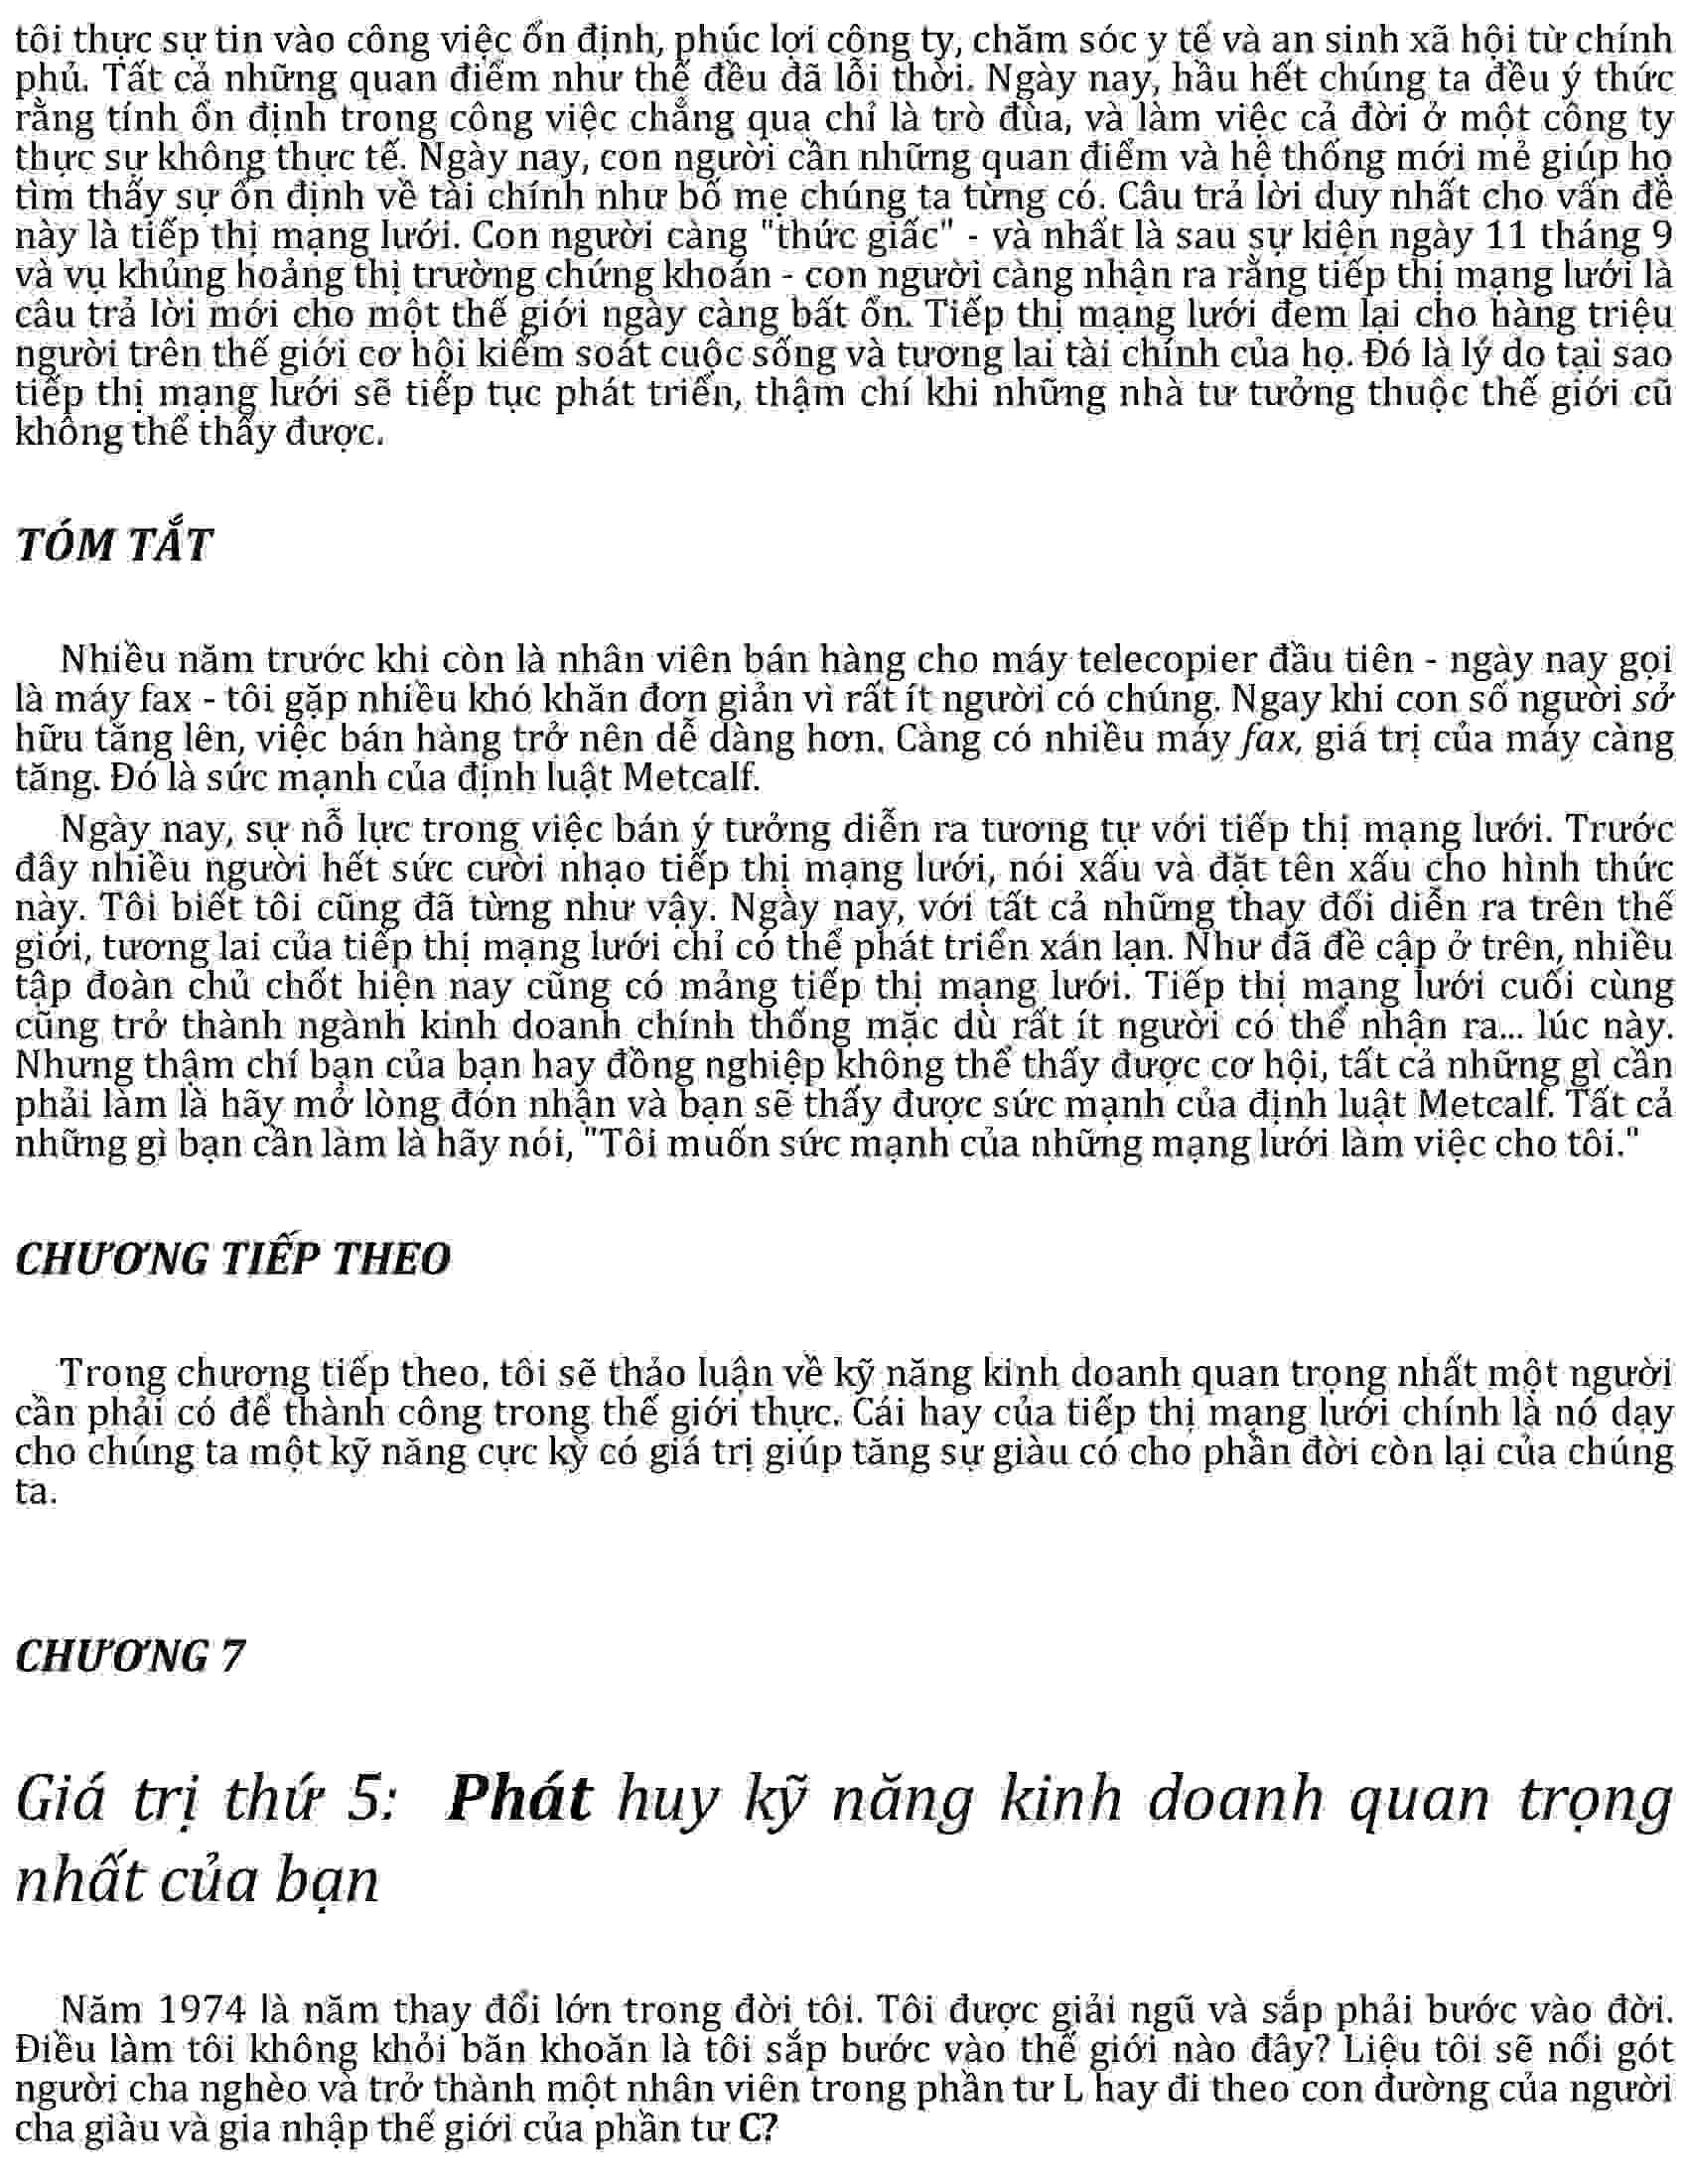 tôi thực sự tin vào công việc ổn định, phúc lợi công ty, chăm sóc y tế và an sinh xã hội từ chính
phủ. Tất cả những quan điểm như thế đều đã lỗi thời. Ngày nay, hầu hết chúng ta đều ý thức
rằng tính ổn định trong công việc chẳng qua chỉ là trò đùa, và làm việc cả đời ở một công ty
thực sự không thực tế. Ngày nay, con người cần những quan điểm và hệ thống mới mẻ giúp họ
tìm thấy sự ổn định về tài chính như bố mẹ chúng ta từng có. Câu trả lời duy nhất cho vấn đề
này là tiếp thị mạng lưới. Con người càng "thức giấc" - và nhất là sau sự kiện ngày 11 tháng 9
và vụ khủng hoảng thị trường chứng khoán - con người càng nhận ra rằng tiếp thị mạng lưới là
câu trả lời mới cho một thế giới ngày càng bất ổn. Tiếp thị mạng lưới đem lại cho hàng triệu
người trên thế giới cơ hội kiểm soát cuộc sống và tương lai tài chính của họ. Đó là lý do tại sao
tiếp thị mạng lưới sẽ tiếp tục phát triển, thậm chí khi những nhà tư tưởng thuộc thế giới cũ
không thể thấy được.
TÓM TẮT
Nhiều năm trước khi còn là nhân viên bán hàng cho máy telecopier đầu tiên - ngày nay gọi
là máy fax - tôi gặp nhiều khó khăn đơn giản vì rất ít người có chúng. Ngay khi con số người sở
hữu tăng lên, việc bán hàng trở nên dễ dàng hơn. Càng có nhiều máy fax, giá trị của máy càng
tăng. Đó là sức mạnh của định luật Metcalf.
Ngày nay, sự nỗ lực trong việc bán ý tưởng diễn ra tương tự với tiếp thị mạng lưới. Trước
đây nhiều người hết sức cười nhạo tiếp thị mạng lưới, nói xấu và đặt tên xấu cho hình thức
này. Tôi biết tôi cũng đã từng như vậy. Ngày nay, với tất cả những thay đổi diễn ra trên thế
giới, tương lai của tiếp thị mạng lưới chỉ có thể phát triển xán lạn. Như đã đề cập ở trên, nhiều
tập đoàn chủ chốt hiện nay cũng có mảng tiếp thị mạng lưới. Tiếp thị mạng lưới cuối cùng
cũng trở thành ngành kinh doanh chính thống mặc dù rất ít người có thể nhận ra... lúc này.
Nhưng thậm chí bạn của bạn hay đồng nghiệp không thể thấy được cơ hội, tất cả những gì cần
phải làm là hãy mở lòng đón nhận và bạn sẽ thấy được sức mạnh của định luật Metcalf. Tất cả
những gì bạn cần làm là hãy nói, "Tôi muốn sức mạnh của những mạng lưới làm việc cho tôi."
CHƯƠNG TIẾP THEO
Trong chương tiếp theo, tôi sẽ thảo luận về kỹ năng kinh doanh quan trọng nhất một người
cần phải có để thành công trong thế giới thực. Cái hay của tiếp thị mạng lưới chính là nó dạy
cho chúng ta một kỹ năng cực kỳ có giá trị giúp tăng sự giàu có cho phần đời còn lại của chúng
ta.
CHƯƠNG 7
Giá trị thứ 5: Phát huy kỹ năng kinh doanh quan trọng
nhất của bạn
Năm 1974 là năm thay đổi lớn trong đời tôi. Tôi được giải ngũ và sắp phải bước vào đời.
Điều làm tôi không khỏi băn khoăn là tôi sắp bước vào thế giới nào đây? Liệu tôi sẽ nối gót
người cha nghèo và trở thành một nhân viên trong phần tư L hay đi theo con đường của người
cha giàu và gia nhập thế giới của phần tư C?